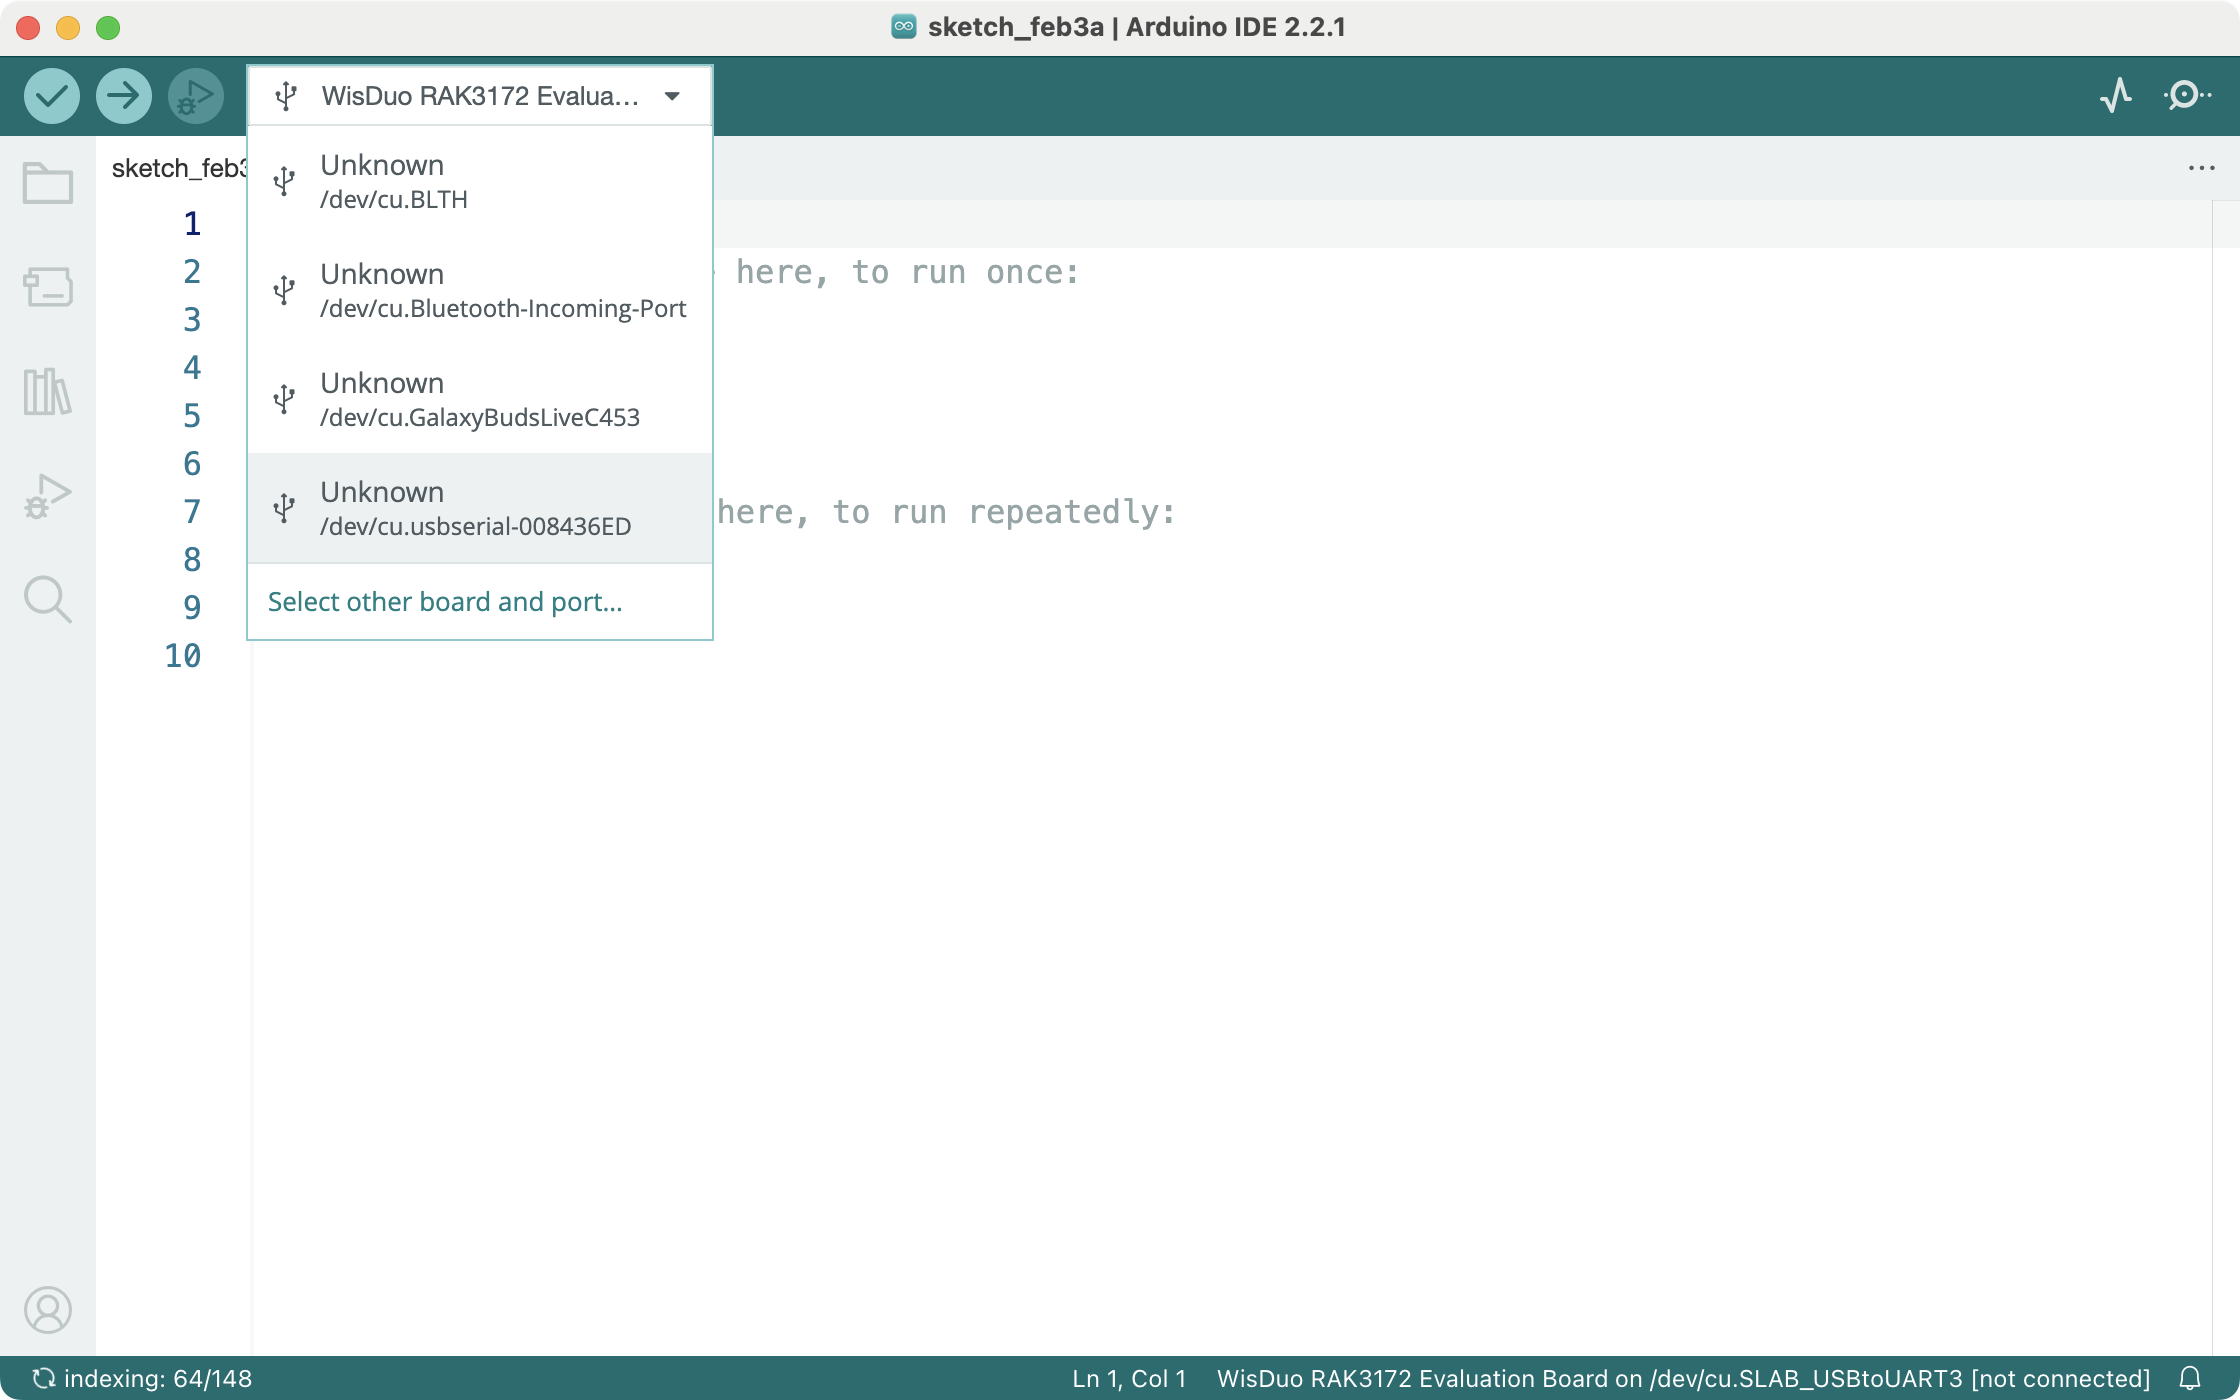 sketch_feb3a | Arduino IDE 2.2.1
WisDuo RAK3172 Evalua...
sketch_feb3
Unknown
/dev/cu.BLTH
Unknown
/dev/cu.Bluetooth-Incoming-Port
Unknown
/dev/cu.GalaxyBudsLiveC453
Unknown
/dev/cu.usbserial-008436ED
Select other board and port...
1
2 here, to run once:
3
4
5
6
7 here, to run repeatedly:
8
9
10
indexing: 64/148
Ln 1, Col 1 WisDuo RAK3172 Evaluation Board on /dev/cu.SLAB_USBtoUART3 [not connected]